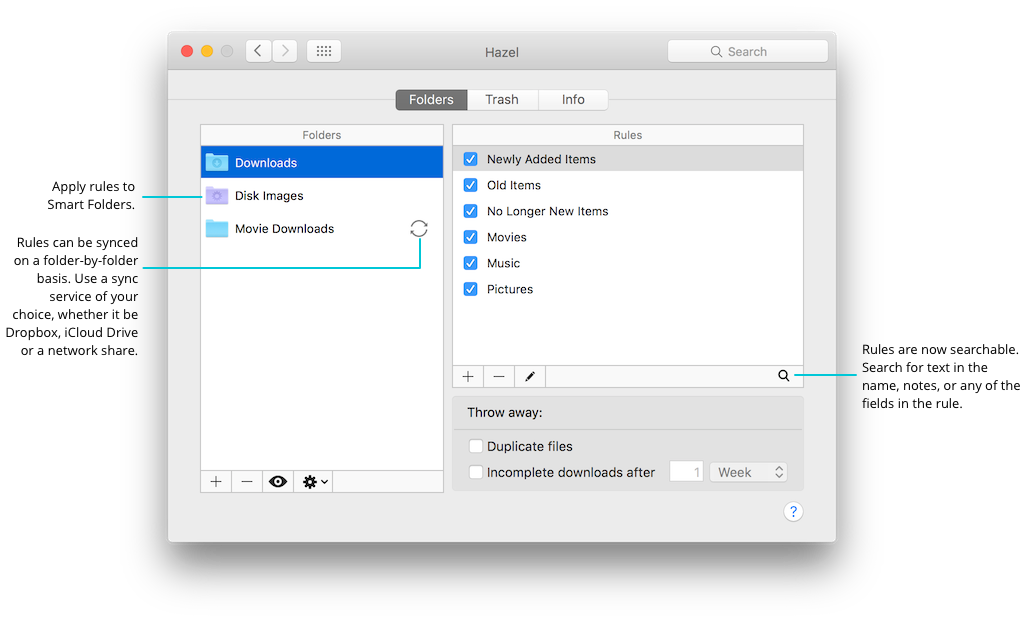 Hazel
Search
Folders
Trash
Info
Folders
Downloads
Disk Images
Movie Downloads
Rules
Newly Added Items
Old Items
No Longer New Items
Movies
Music
Pictures
Throw away:
Duplicate files
Incomplete downloads after 1 Week
?
Apply rules to
Smart Folders.
Rules can be synced
on a folder-by-folder
basis. Use a sync
service of your
choice, whether it be
Dropbox, iCloud Drive
or a network share.
Rules are now searchable.
Search for text in the
name, notes, or any of the
fields in the rule.